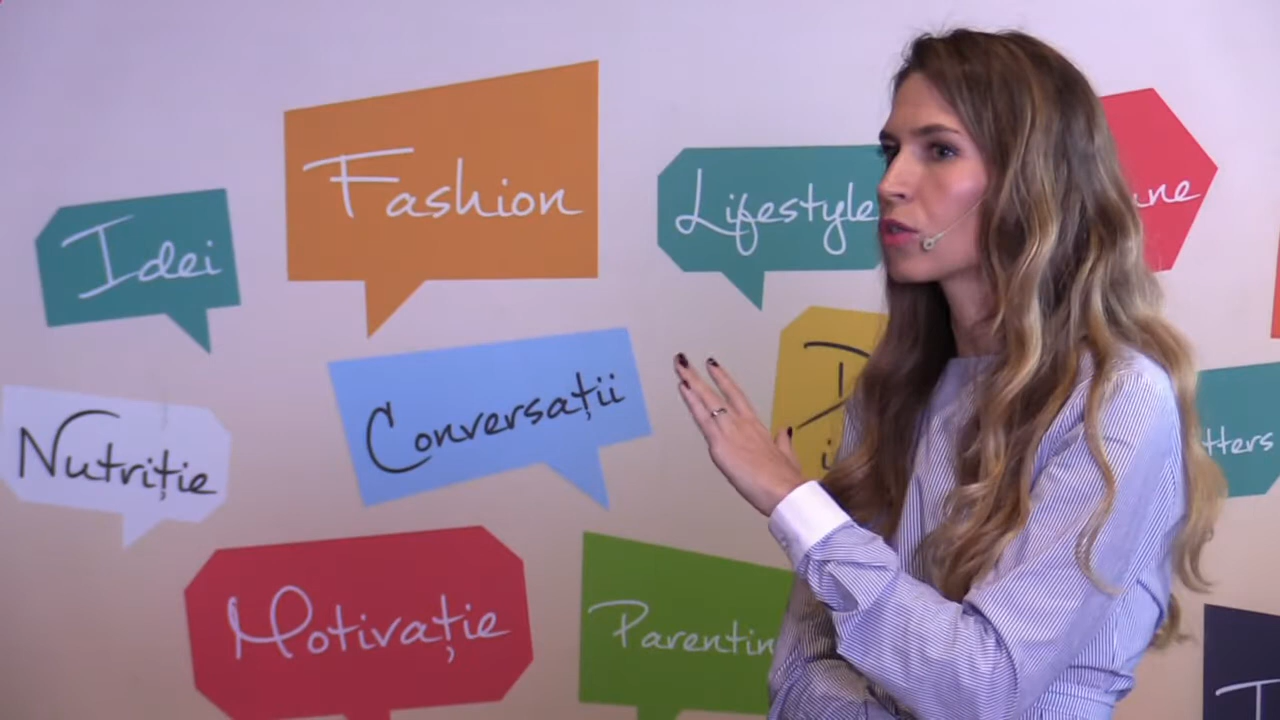 Idei
Fashion
Lifestyle
Nutriție
Conversații
Motivație